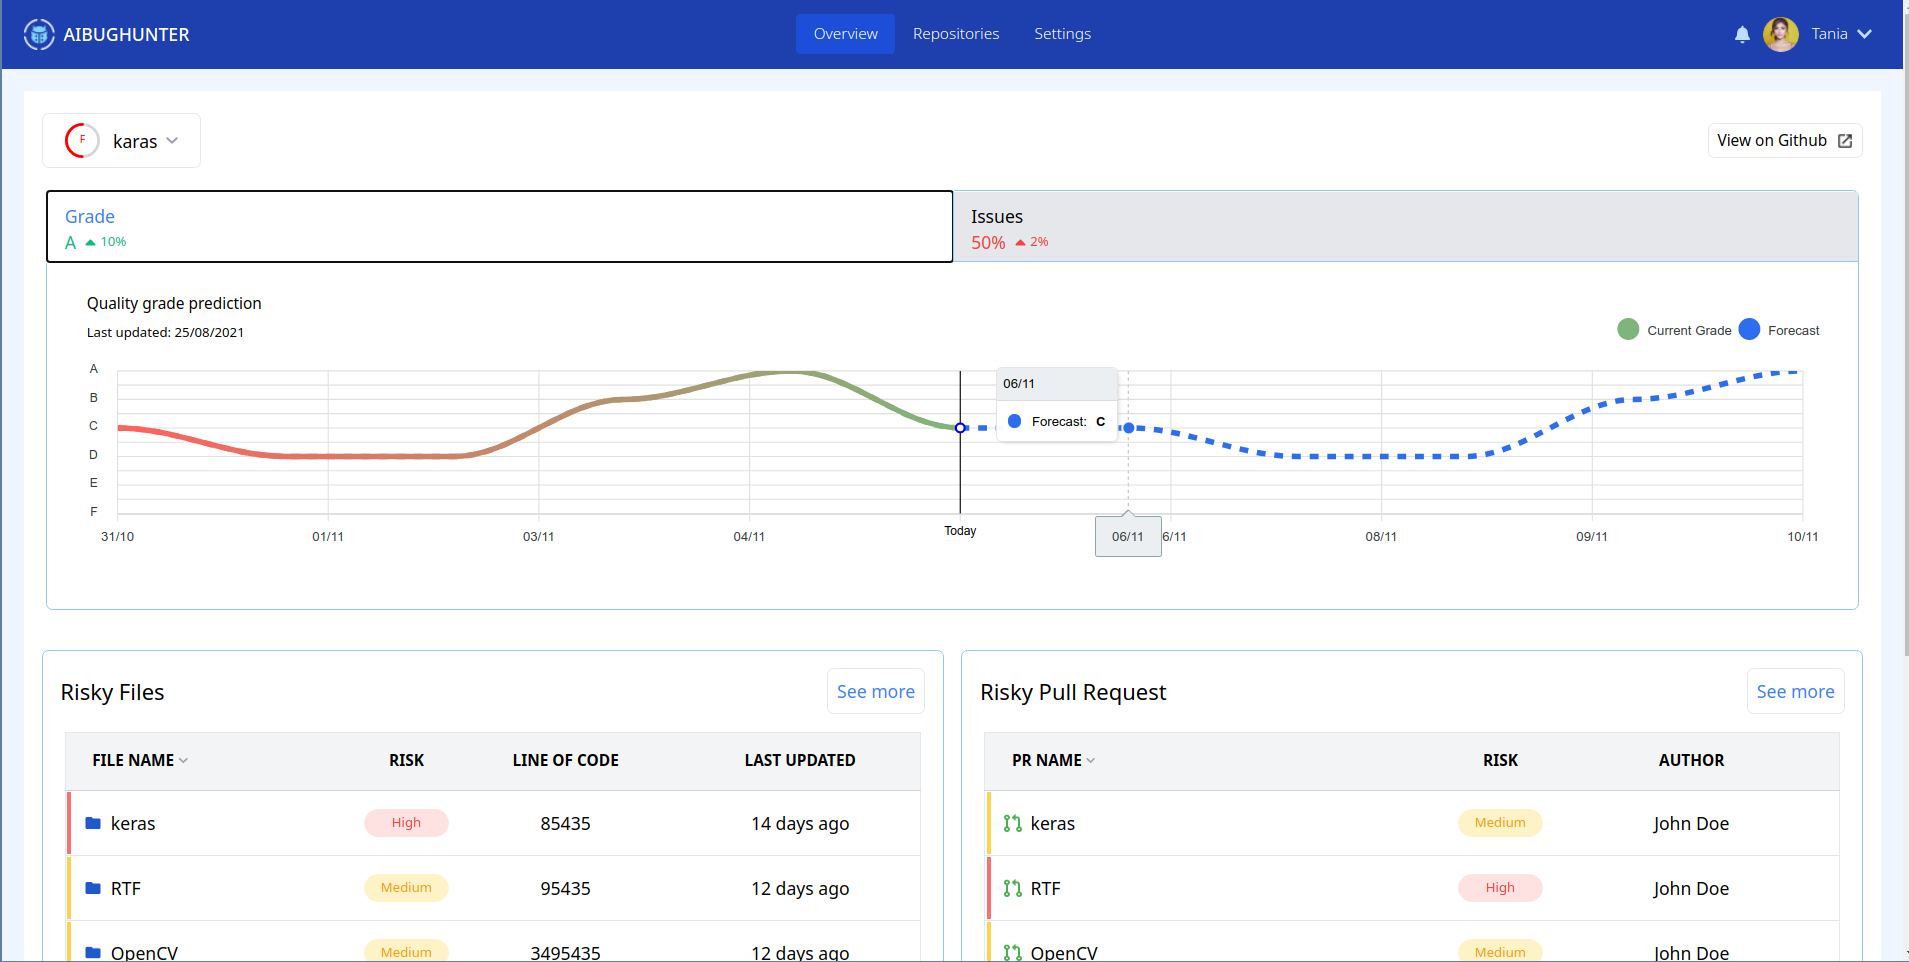 AIBUGHUNTER
Overview Repositories Settings
Tania
F karas
View on Github
Grade
A 10%
Issues
50% 2%
Quality grade prediction
Last updated: 25/08/2021
Current Grade Forecast
A
B
C
D
E
F
06/11
Forecast: C
31/10 01/11 03/11 04/11 Today 06/11 6/11 08/11 09/11 10/11
Risky Files
See more
FILE NAME RISK LINE OF CODE LAST UPDATED
keras High 85435 14 days ago
RTF Medium 95435 12 days ago
OpenCV Medium 3495435 12 days ago
Risky Pull Request
See more
PR NAME RISK AUTHOR
keras Medium John Doe
RTF High John Doe
OpenCV Medium John Doe